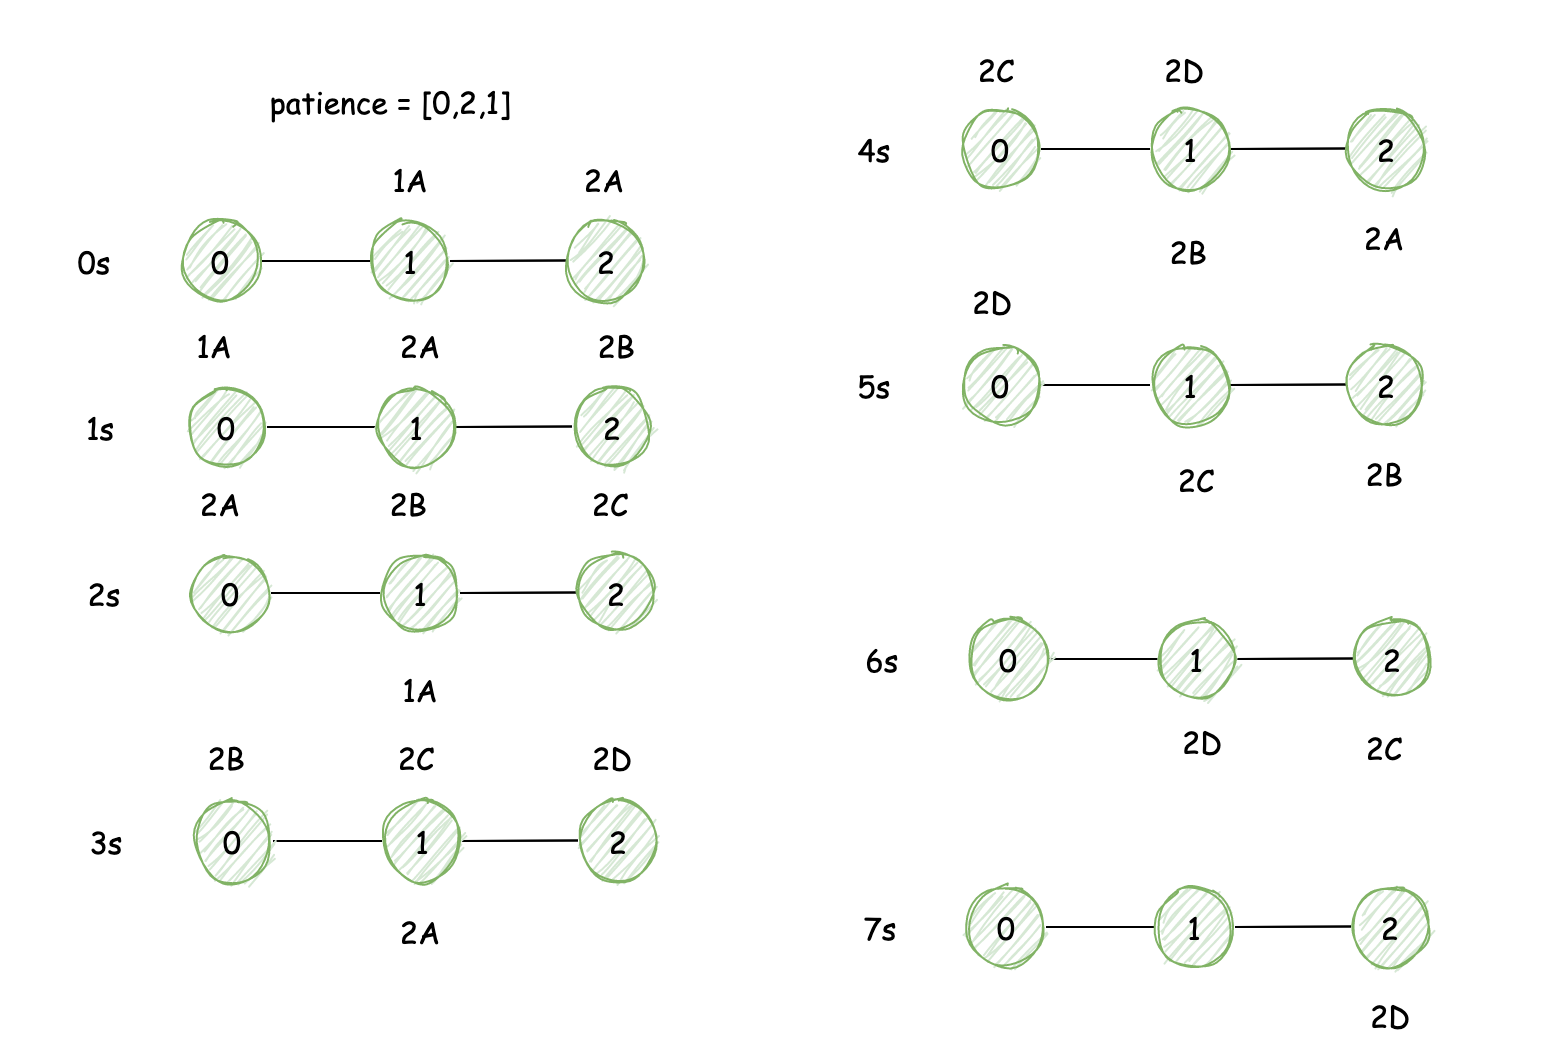 patience = [0,2,1]
1A 2A
0s 0 1 2
1A 2A 2B
1s 0 1 2
2A 2B 2C
2s 0 1 2
1A
2B 2C 2D
3s 0 1 2
2A
2C 2D
4s 0 1 2
2B 2A
2D
5s 0 1 2
2C 2B
6s 0 1 2
2D 2C
7s 0 1 2
2D